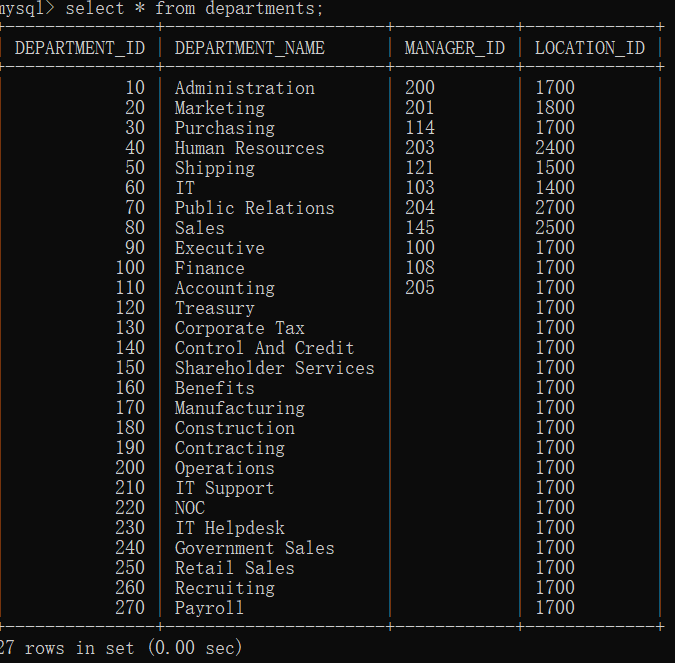 mysql> select * from departments;
DEPARTMENT_ID | DEPARTMENT_NAME | MANAGER_ID | LOCATION_ID |
10 | Administration | 200 | 1700 |
20 | Marketing | 201 | 1800 |
30 | Purchasing | 114 | 1700 |
40 | Human Resources | 203 | 2400 |
50 | Shipping | 121 | 1500 |
60 | IT | 103 | 1400 |
70 | Public Relations | 204 | 2700 |
80 | Sales | 145 | 2500 |
90 | Executive | 100 | 1700 |
100 | Finance | 108 | 1700 |
110 | Accounting | 205 | 1700 |
120 | Treasury | | 1700 |
130 | Corporate Tax | | 1700 |
140 | Control And Credit | | 1700 |
150 | Shareholder Services | | 1700 |
160 | Benefits | | 1700 |
170 | Manufacturing | | 1700 |
180 | Construction | | 1700 |
190 | Contracting | | 1700 |
200 | Operations | | 1700 |
210 | IT Support | | 1700 |
220 | NOC | | 1700 |
230 | IT Helpdesk | | 1700 |
240 | Government Sales | | 1700 |
250 | Retail Sales | | 1700 |
260 | Recruiting | | 1700 |
270 | Payroll | | 1700 |
27 rows in set (0.00 sec)